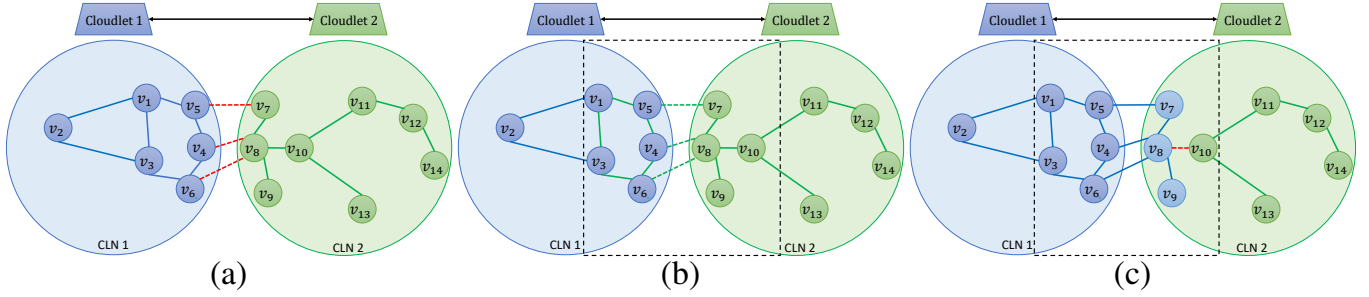 Cloudlet 1 Cloudlet 2
v₁ v₅ v₇ v₁₁
v₂ v₁₂
v₃ v₄ v₈ v₁₀ v₁₄
v₆ v₉ v₁₃
CLN 1 CLN 2
(a)
Cloudlet 1 Cloudlet 2
v₁ v₅ v₇ v₁₁
v₂ v₁₂
v₃ v₄ v₈ v₁₀ v₁₄
v₆ v₉ v₁₃
CLN 1 CLN 2
(b)
Cloudlet 1 Cloudlet 2
v₁ v₅ v₇ v₁₁
v₂ v₁₂
v₃ v₄ v₈ v₁₀ v₁₄
v₆ v₉ v₁₃
CLN 1 CLN 2
(c)